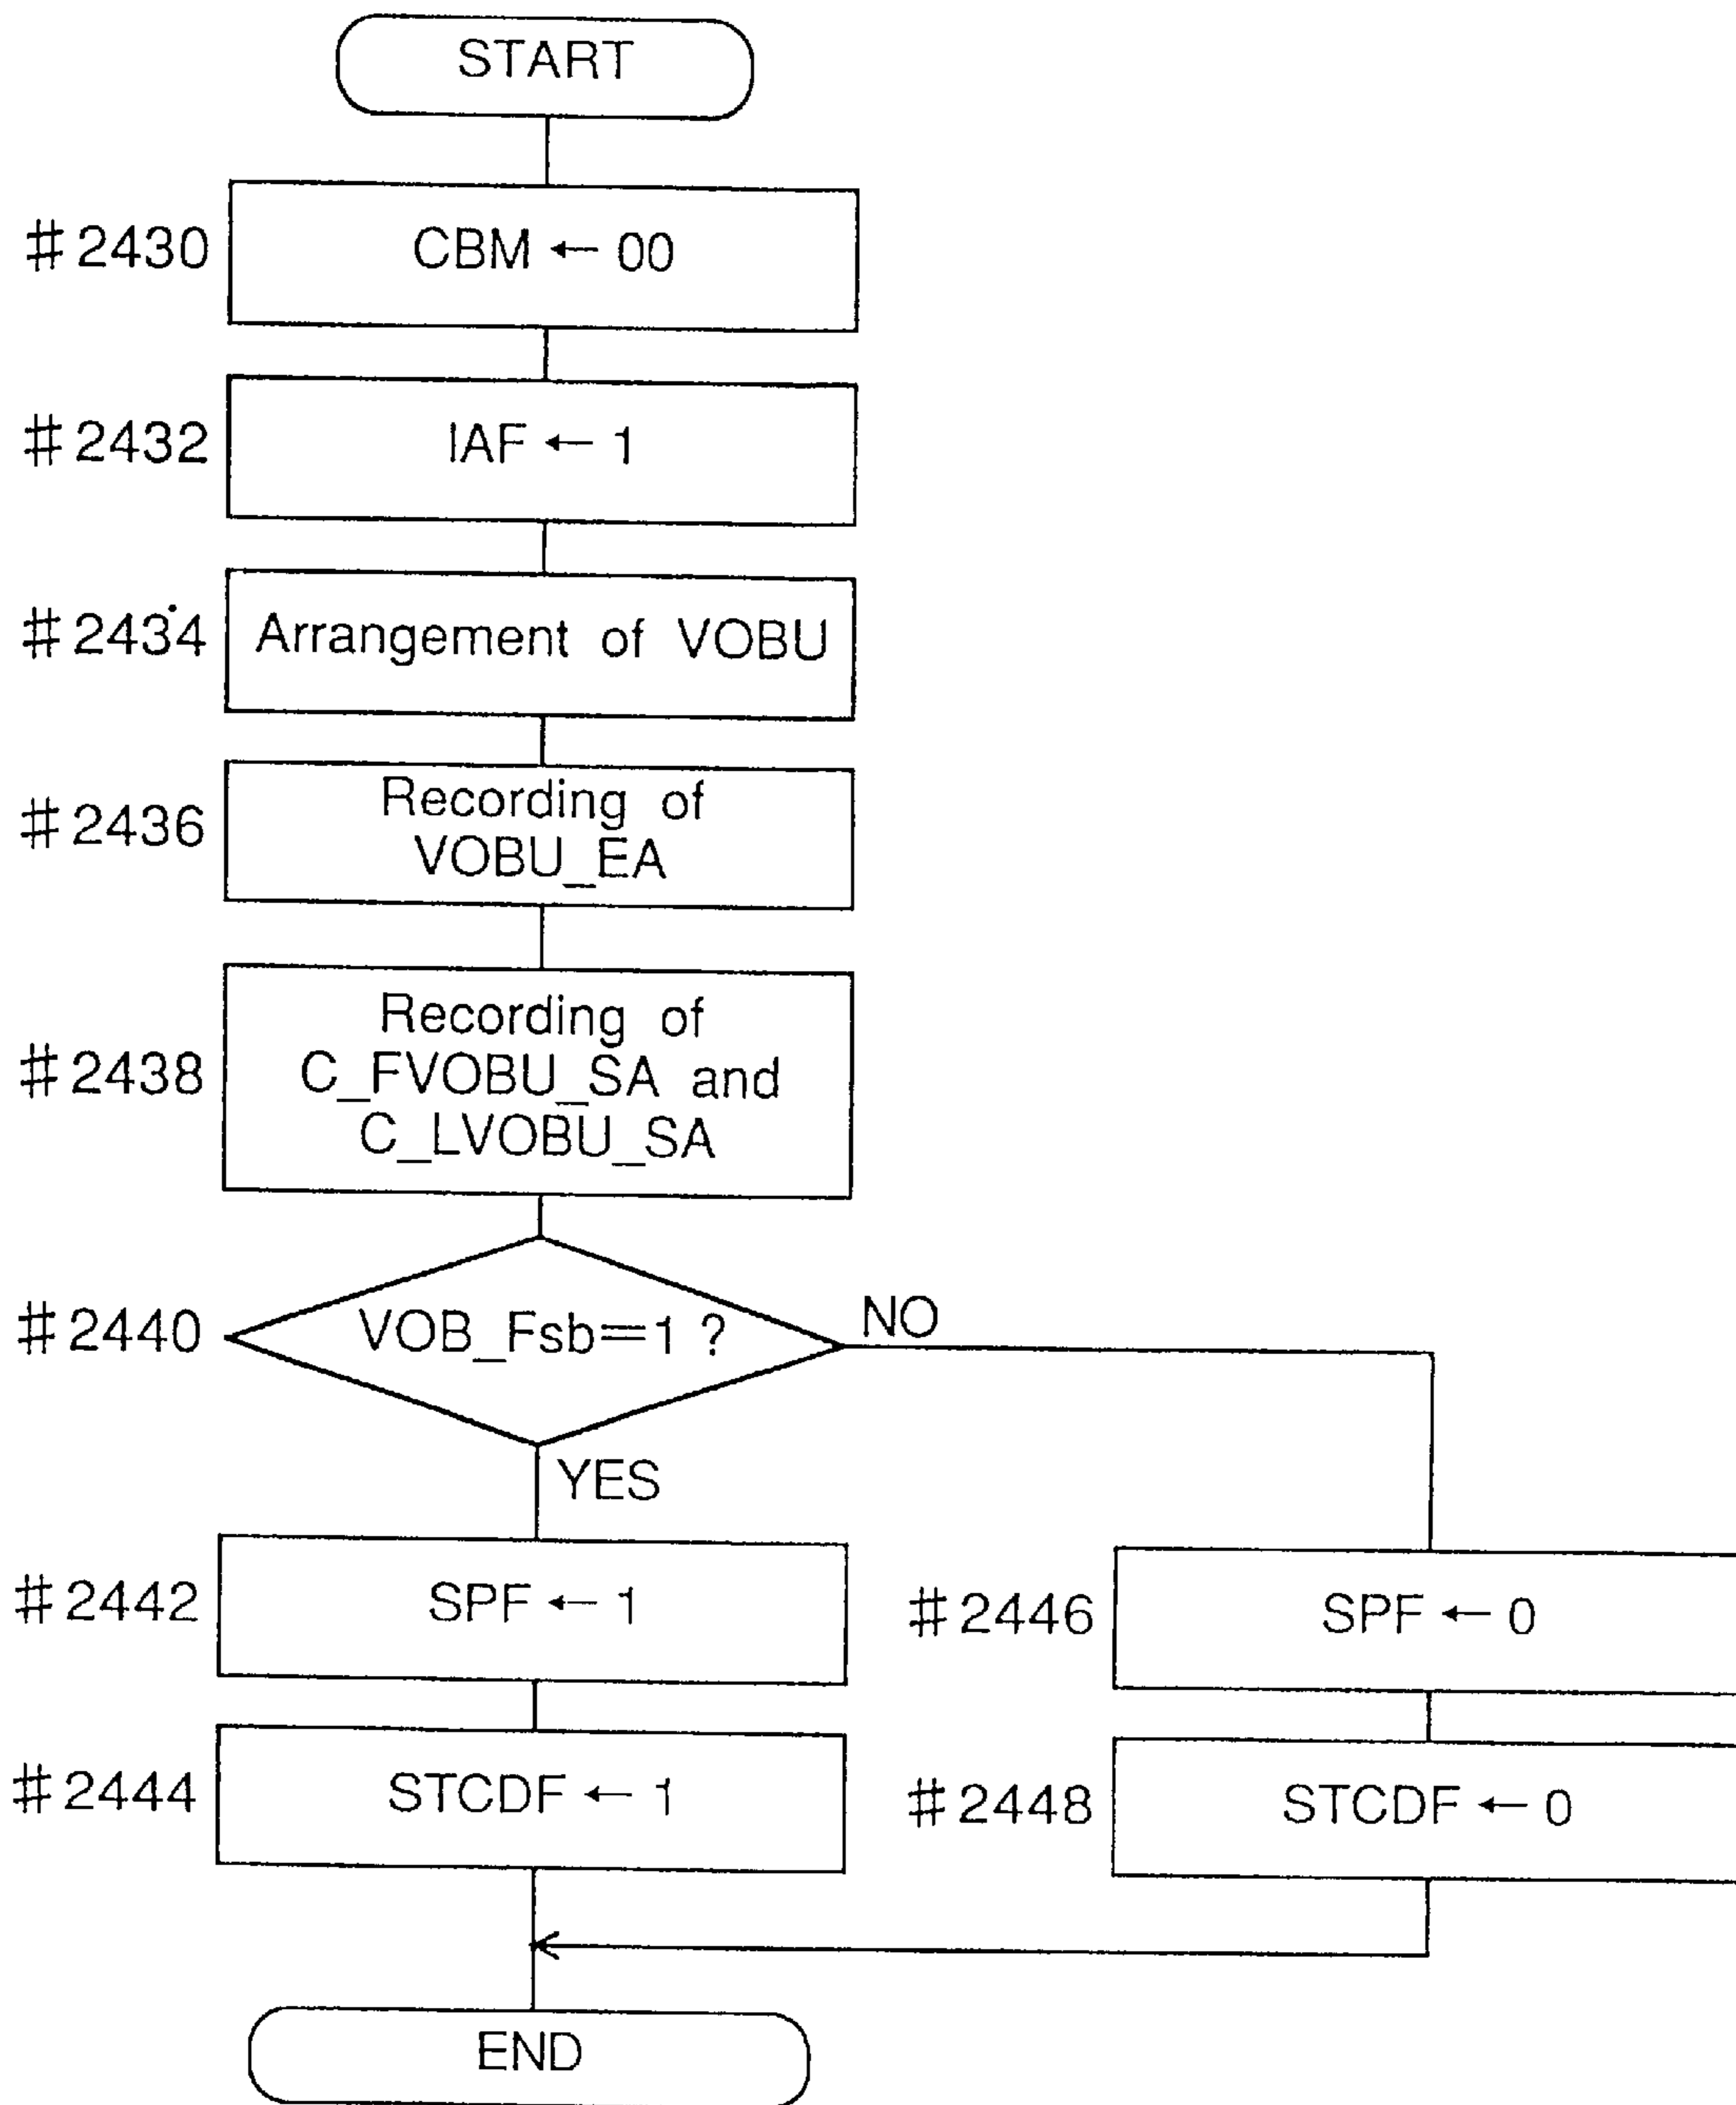 START
#2430
CBM ← 00
#2432
IAF ← 1
#2434
Arrangement of VOBU
#2436
Recording of
VOBU_EA
#2438
Recording of
C_FVOBU_SA and
C_LVOBU_SA
#2440
VOB_Fsb=1 ?
NO
YES
#2442
SPF ← 1
#2446
SPF ← 0
#2444
STCDF ← 1
#2448
STCDF ← 0
END